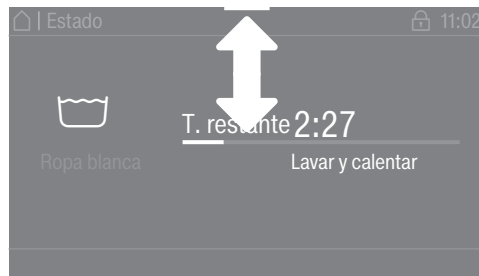 | Estado 11:02
T. restante 2:27
Ropa blanca
Lavar y calentar